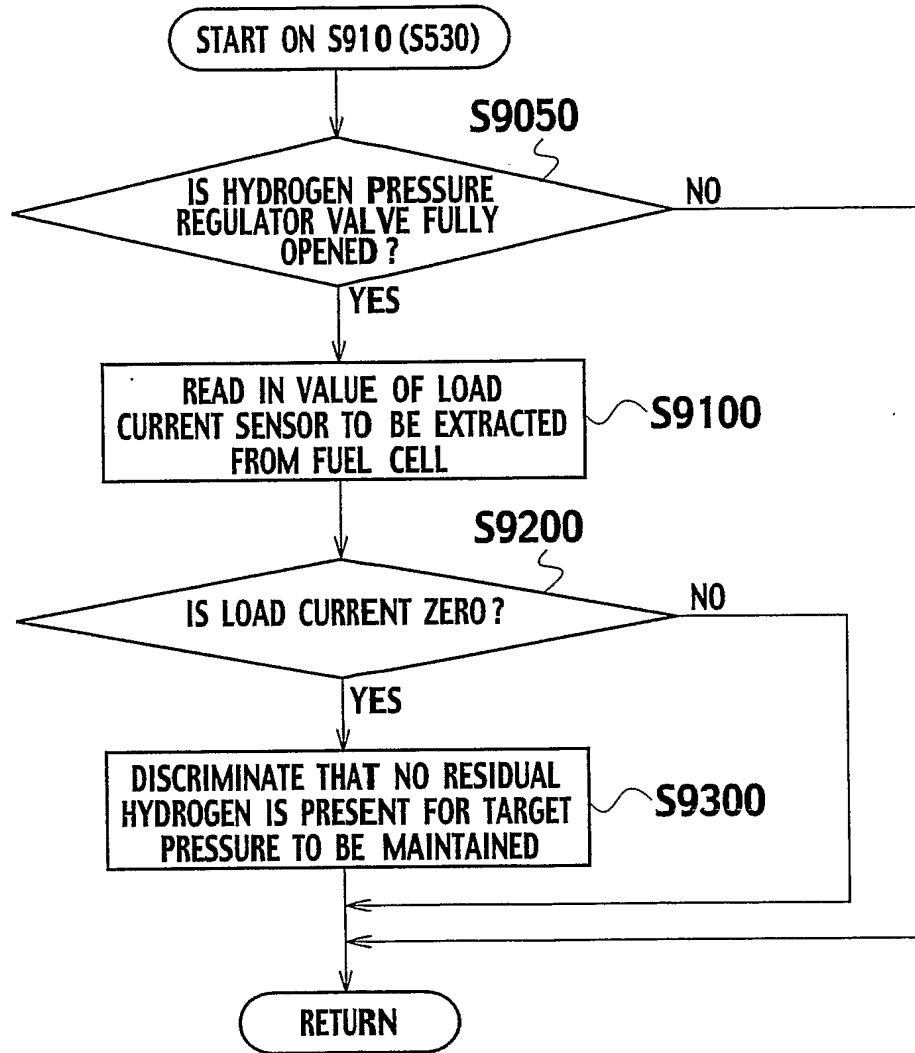 START ON S910 (S530)
S9050
IS HYDROGEN PRESSURE
REGULATOR VALVE FULLY
OPENED ?
NO
YES
READ IN VALUE OF LOAD
CURRENT SENSOR TO BE EXTRACTED
FROM FUEL CELL
S9100
S9200
IS LOAD CURRENT ZERO ?
NO
YES
DISCRIMINATE THAT NO RESIDUAL
HYDROGEN IS PRESENT FOR TARGET
PRESSURE TO BE MAINTAINED
S9300
RETURN